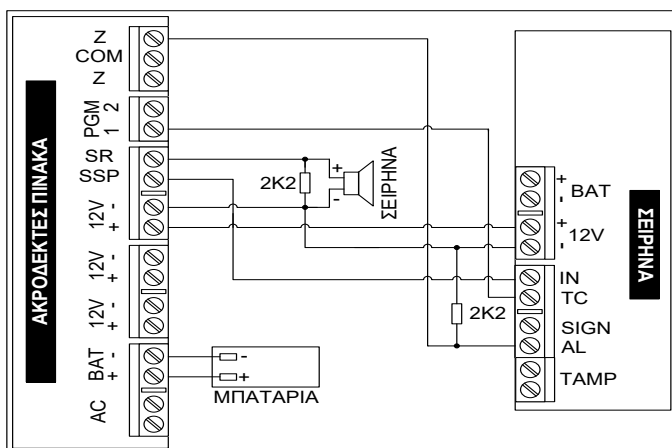 ΑΚΡΟΔΕΚΤΕΣ ΠΙΝΑΚΑ
Z
COM
Z
PGM
2
1
SR
SSP
12V
-
+
12V
-
+
12V
-
+
BAT
-
+
AC
2K2
+
-
ΣΕΙΡΗΝΑ
2K2
-
+
ΜΠΑΤΑΡΙΑ
+
-
BAT
+
-
12V
IN
TC
SIGN
AL
TAMP
ΣΕΙΡΗΝΑ